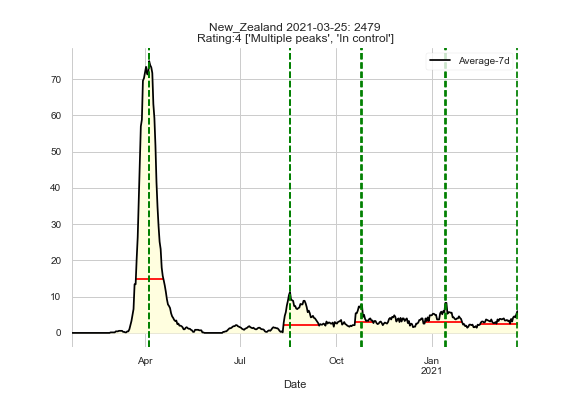 New_Zealand 2021-03-25: 2479
Rating:4 ['Multiple peaks', 'In control']
Average-7d
70
60
50
40
30
20
10
0
Apr
Jul
Oct
Jan
2021
Date